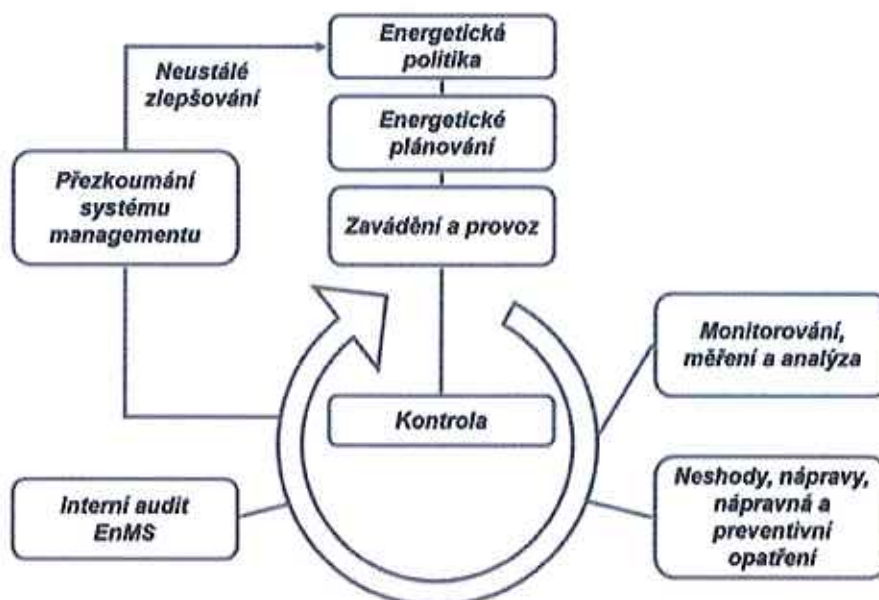 Energetická
politika
Neustálé
zlepšování
Energetické
plánování
Přezkoumání
systému
managementu
Zavádění a provoz
Monitorování,
měření a analýza
Kontrola
Interní audit
EnMS
Neshody, nápravy,
nápravná a
preventivní
opatření